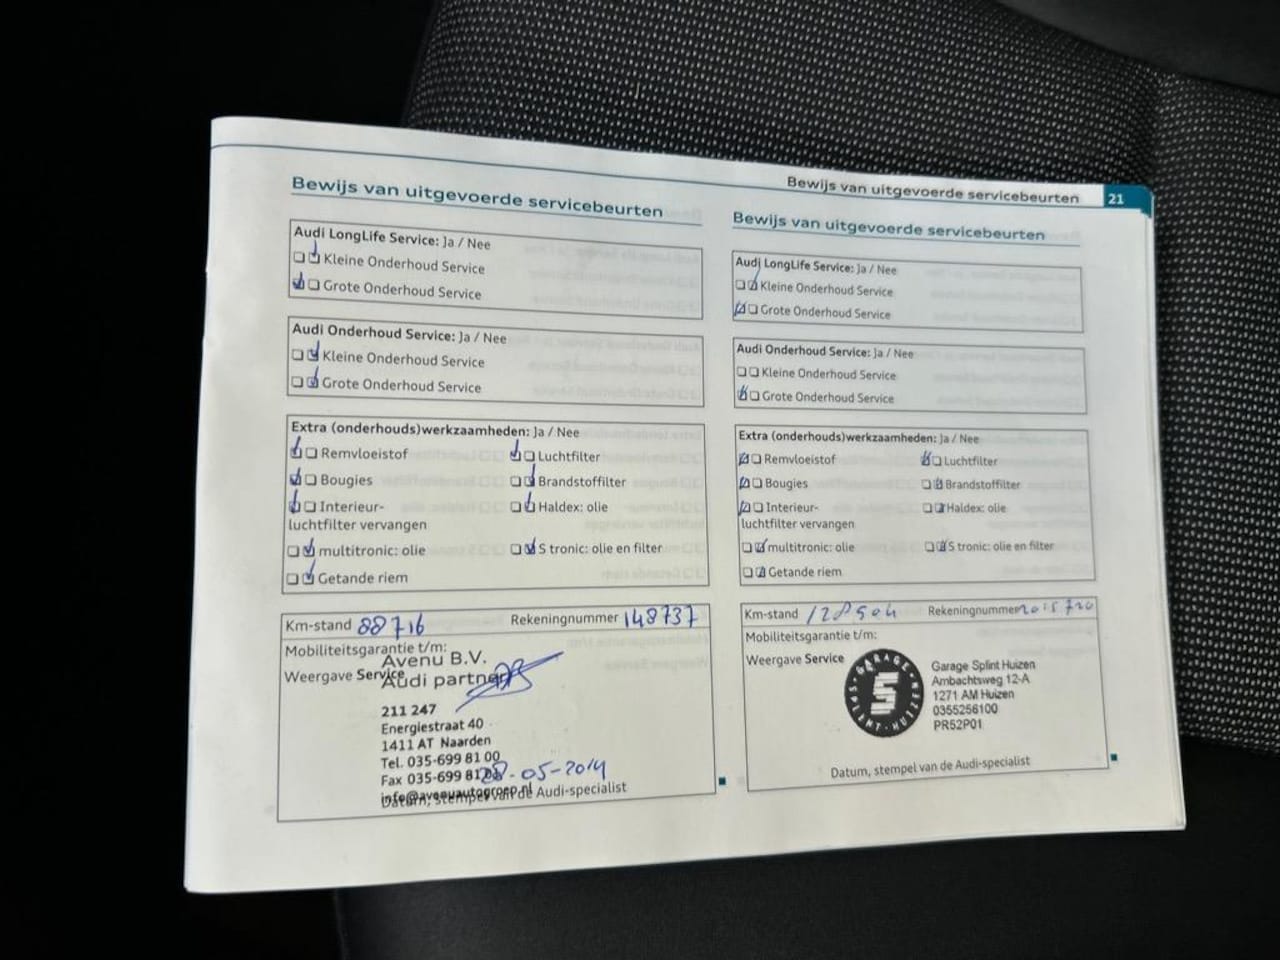 Bewijs van uitgevoerde servicebeurten
21
Bewijs van uitgevoerde servicebeurten
Audi LongLife Service: Ja / Nee
Kleine Onderhoud Service
Grote Onderhoud Service
Audi Onderhoud Service: Ja / Nee
Kleine Onderhoud Service
Grote Onderhoud Service
Extra (onderhouds)werkzaamheden: Ja / Nee
Remvloeistof
Luchtfilter
Bougies
Brandstoffilter
Interieur-
luchtfilter vervangen
Haldex: olie
multitronic: olie
S tronic: olie en filter
Getande riem
Km-stand 88716
Rekeningnummer 148737
Mobiliteitsgarantie t/m:
Weergave Service
Avenu B.V.
Audi partner
211 247
Energiestraat 40
1411 AT Naarden
Tel. 035-699 81 00
Fax 035-699 81
28-05-2014
info@avenuautogroep.nl
Datum, stempel van de Audi-specialist
Bewijs van uitgevoerde servicebeurten
Audi LongLife Service: Ja / Nee
Kleine Onderhoud Service
Grote Onderhoud Service
Audi Onderhoud Service: Ja / Nee
Kleine Onderhoud Service
Grote Onderhoud Service
Extra (onderhouds)werkzaamheden: Ja / Nee
Remvloeistof
Luchtfilter
Bougies
Brandstoffilter
Interieur-
luchtfilter vervangen
Haldex: olie
multitronic: olie
S tronic: olie en filter
Getande riem
Km-stand 128504
Rekeningnummer 2015720
Mobiliteitsgarantie t/m:
Weergave Service
GARAGE SPLINT HUIZEN
Garage Splint Huizen
Ambachtsweg 12-A
1271 AM Huizen
0355256100
PR52P01
Datum, stempel van de Audi-specialist